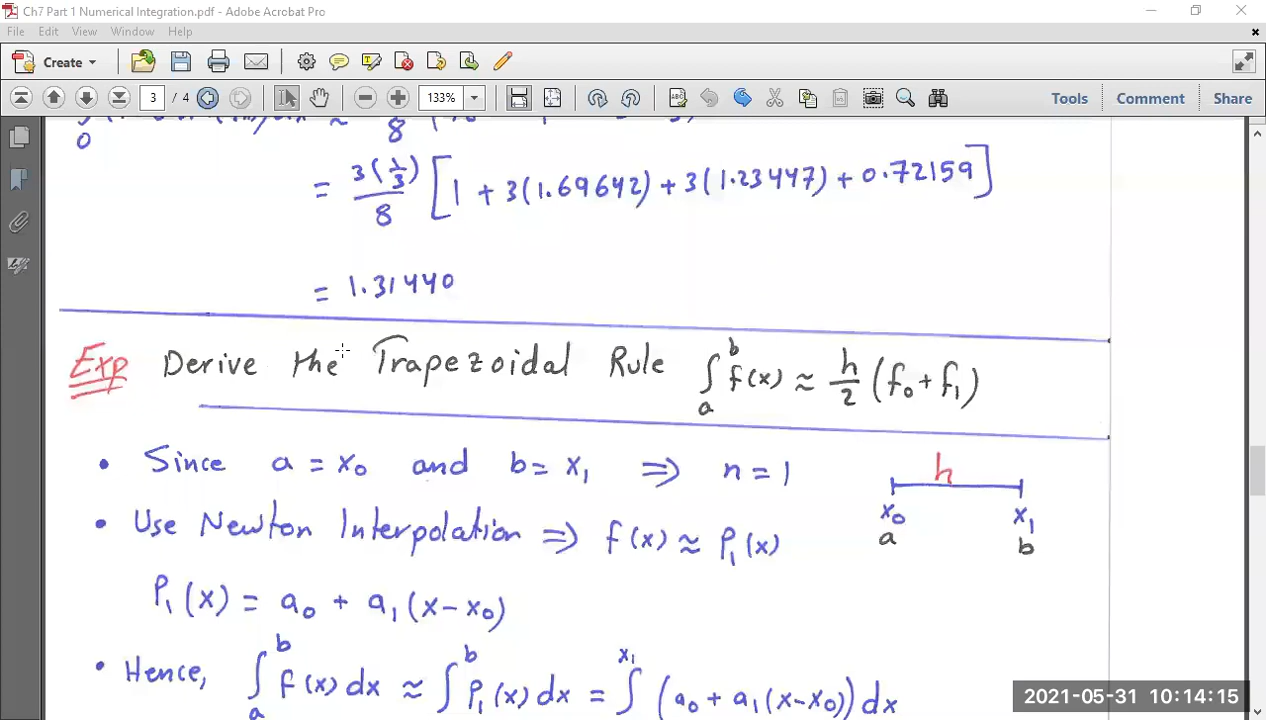 Ch7 Part 1 Numerical Integration.pdf - Adobe Acrobat Pro
File Edit View Window Help
Create
3 / 4 133% Tools Comment Share
0 8
= 3(1/3)/8 [1 + 3(1.69642) + 3(1.23447) + 0.72159]
= 1.31440
Exp Derive the Trapezoidal Rule ∫_a^b f(x) ≈ h/2 (f₀ + f₁)
• Since a = x₀ and b = x₁ ⇒ n = 1
h
x₀ x₁
a b
• Use Newton Interpolation ⇒ f(x) ≈ P₁(x)
P₁(x) = a₀ + a₁(x - x₀)
• Hence, ∫_a^b f(x) dx ≈ ∫^b P₁(x) dx = ∫^x₁ (a₀ + a₁(x - x₀)) dx
2021-05-31 10:14:15